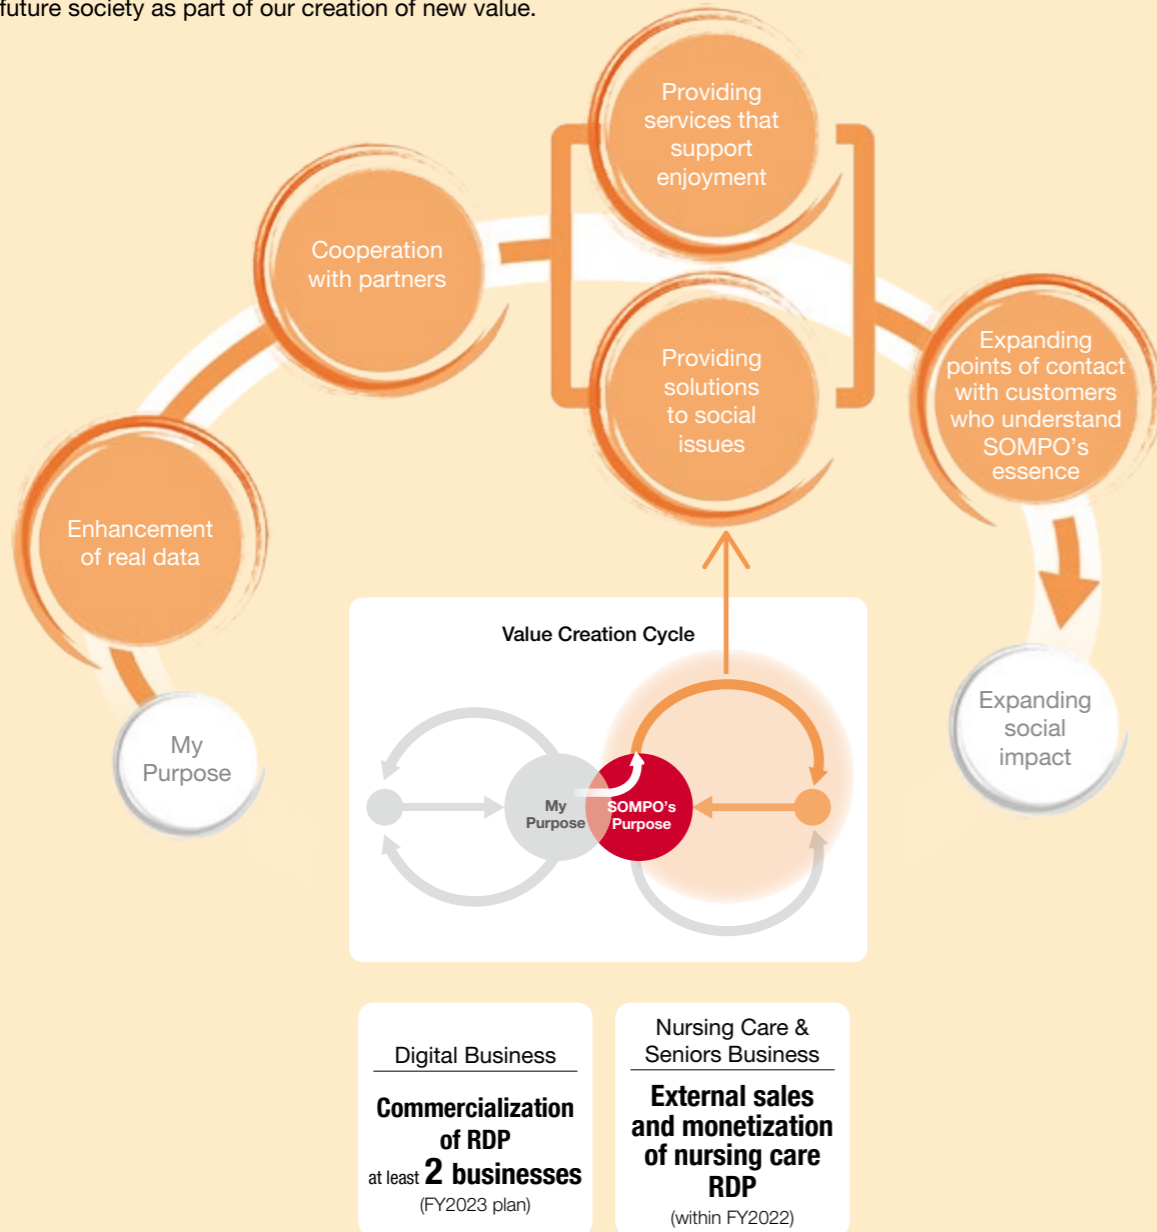 future society as part of our creation of new value.
Providing
services that
support
enjoyment
Cooperation
with partners
Providing
solutions
to social
issues
Expanding
points of contact
with customers
who understand
SOMPO's
essence
Enhancement
of real data
My
Purpose
Expanding
social
impact
Value Creation Cycle
My
Purpose
SOMPO's
Purpose
Digital Business
Commercialization
of RDP
at least 2 businesses
(FY2023 plan)
Nursing Care &
Seniors Business
External sales
and monetization
of nursing care
RDP
(within FY2022)